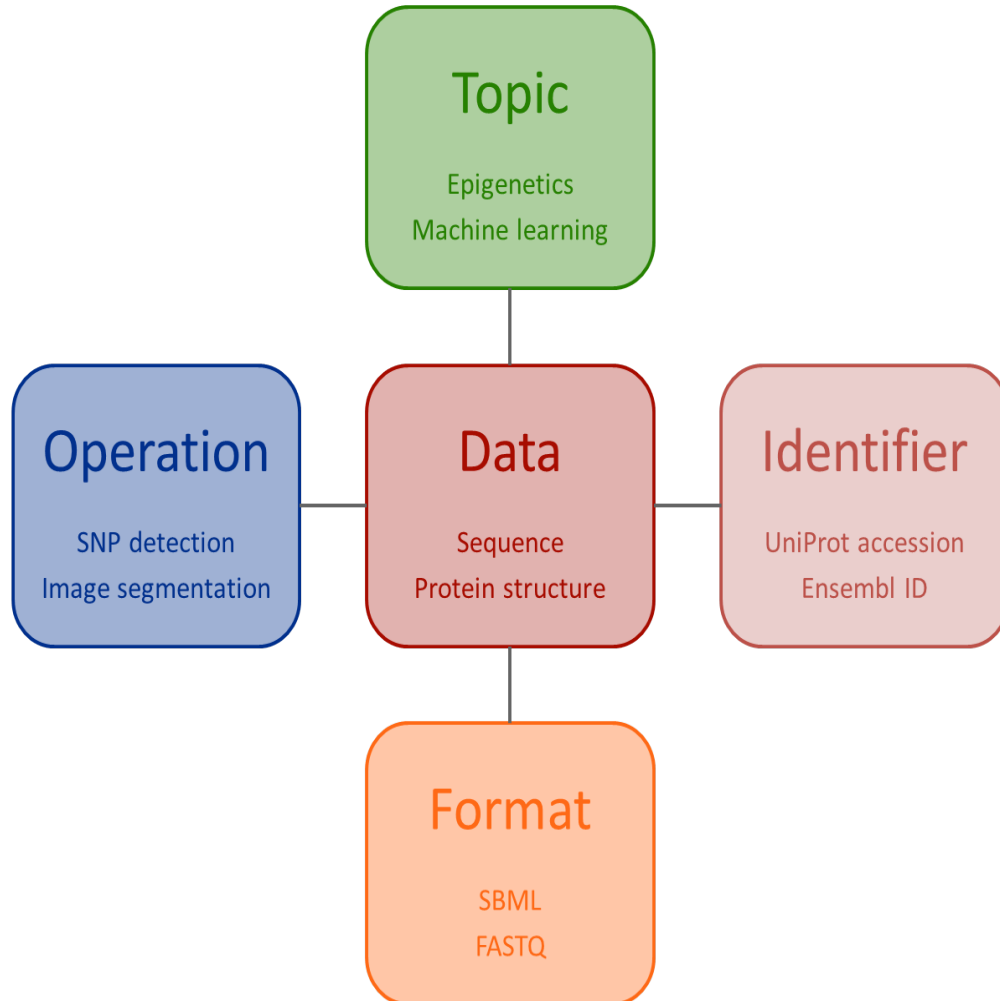 Topic
Epigenetics
Machine learning
Operation
SNP detection
Image segmentation
Data
Sequence
Protein structure
Identifier
UniProt accession
Ensembl ID
Format
SBML
FASTQ